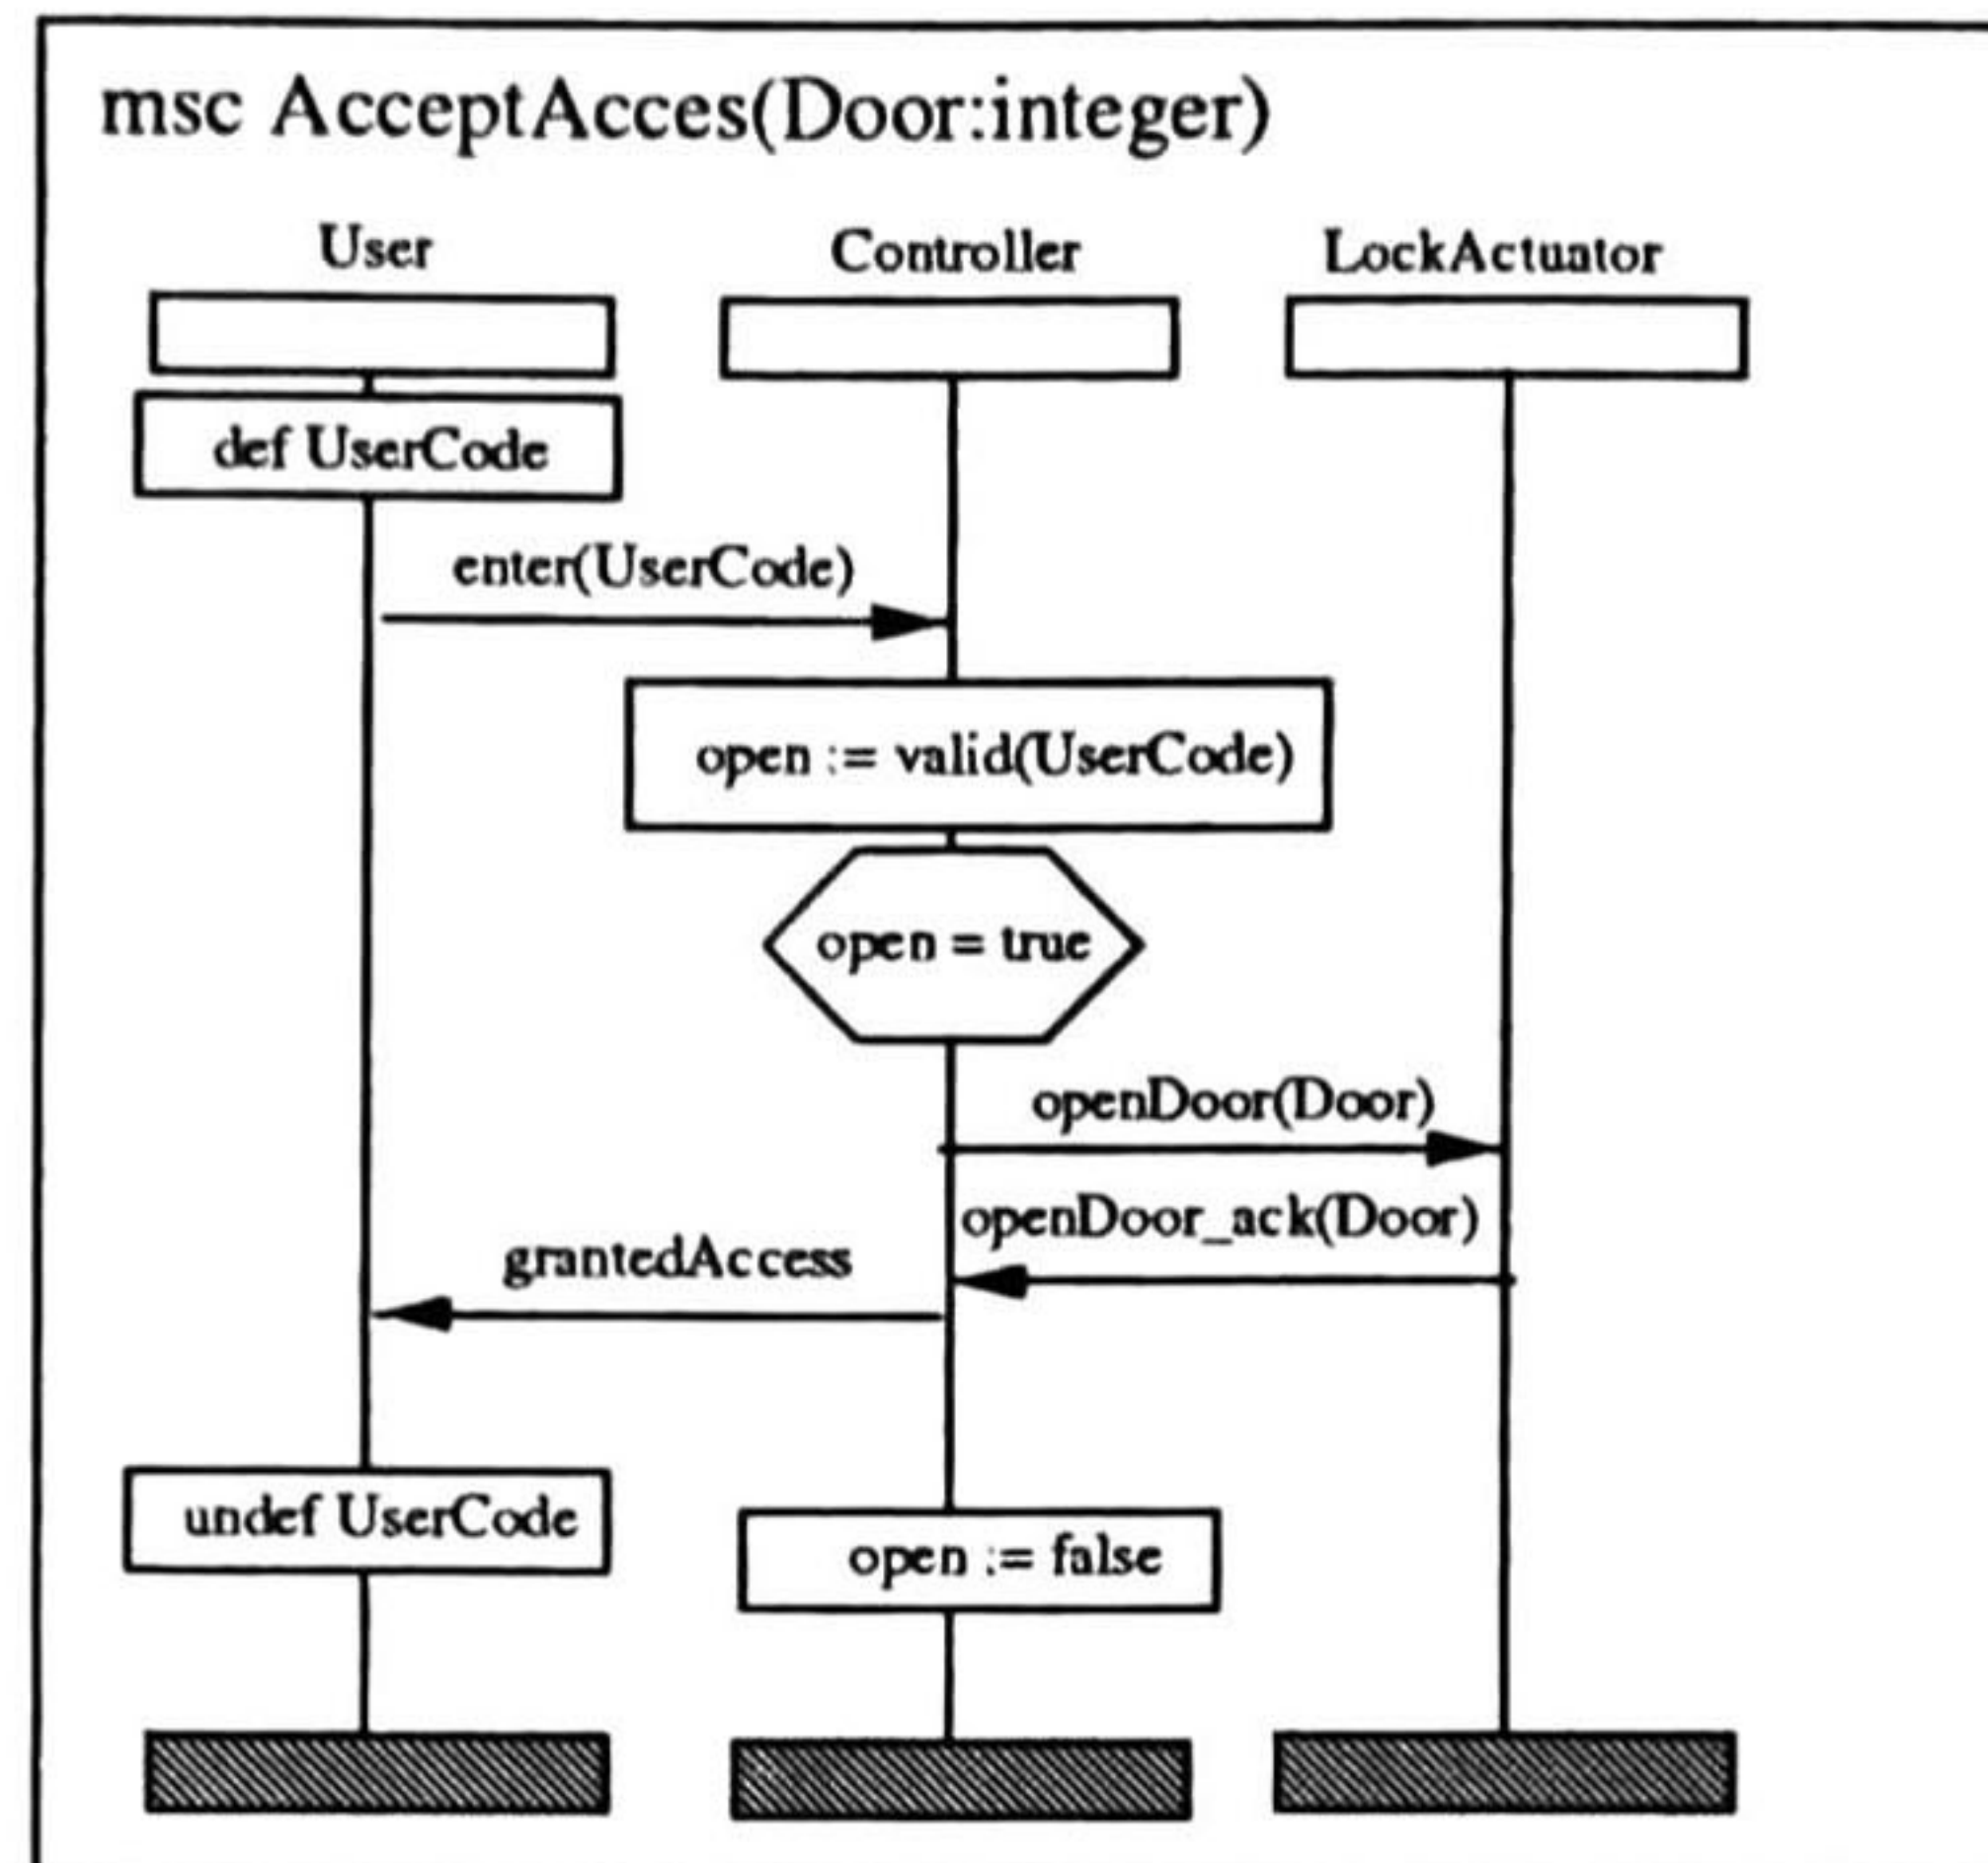 msc AcceptAcces(Door:integer)
User
Controller
LockActuator
def UserCode
enter(UserCode)
open := valid(UserCode)
open = true
openDoor(Door)
openDoor_ack(Door)
grantedAccess
undef UserCode
open := false